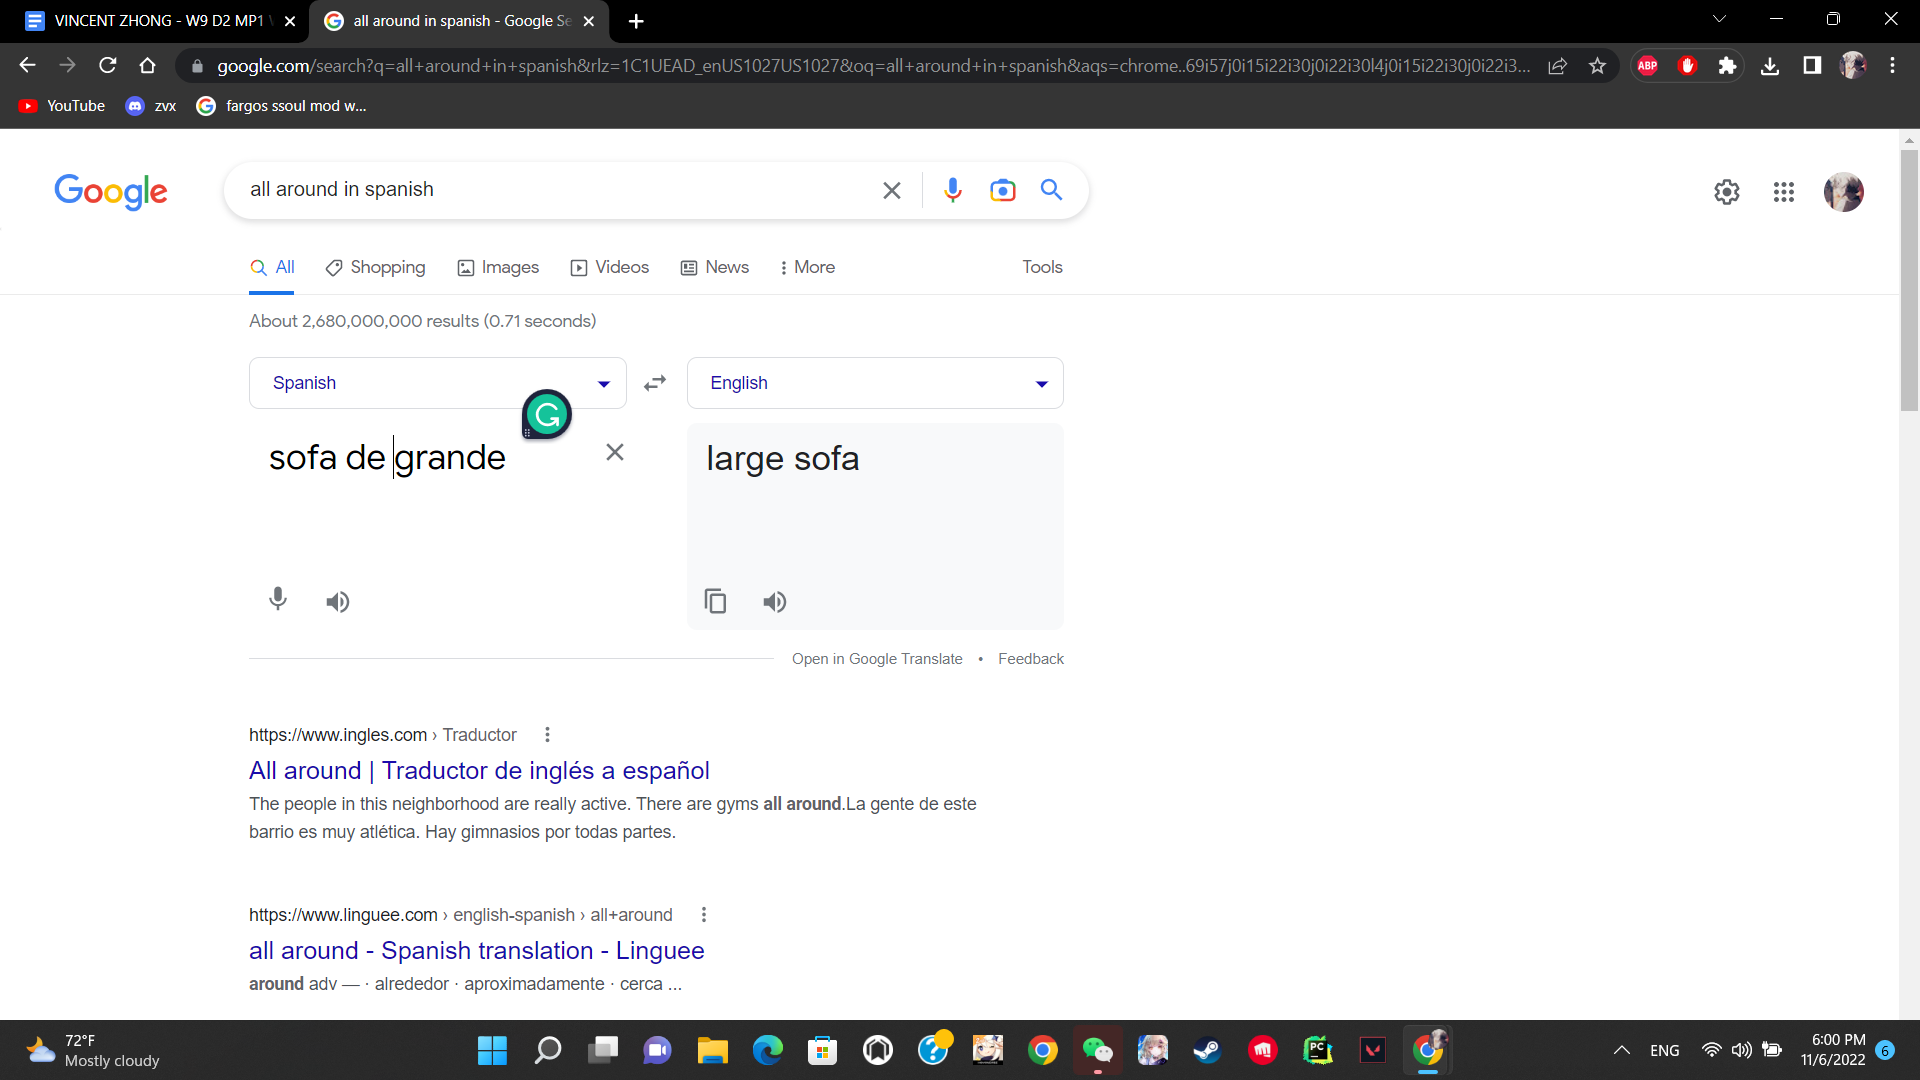 VINCENT ZHONG - W9 D2 MP1
all around in spanish - Google Se
google.com/search?q=all+around+in+spanish&rlz=1C1UEAD_enUS1027US1027&oq=all+around+in+spanish&aqs=chrome..69i57j0i15i22i30j0i22i30l4j0i15i22i30j0i22i3...
ABP
YouTube
zvx
fargos ssoul mod w...
Google
all around in spanish
All
Shopping
Images
Videos
News
More
Tools
About 2,680,000,000 results (0.71 seconds)
Spanish
English
sofa de grande
large sofa
Open in Google Translate • Feedback
https://www.ingles.com › Traductor
All around | Traductor de inglés a español
The people in this neighborhood are really active. There are gyms all around.La gente de este
barrio es muy atlética. Hay gimnasios por todas partes.
https://www.linguee.com › english-spanish › all+around
all around - Spanish translation - Linguee
around adv — · alrededor · aproximadamente · cerca ...
72°F
Mostly cloudy
PC
ENG
6:00 PM
11/6/2022
6